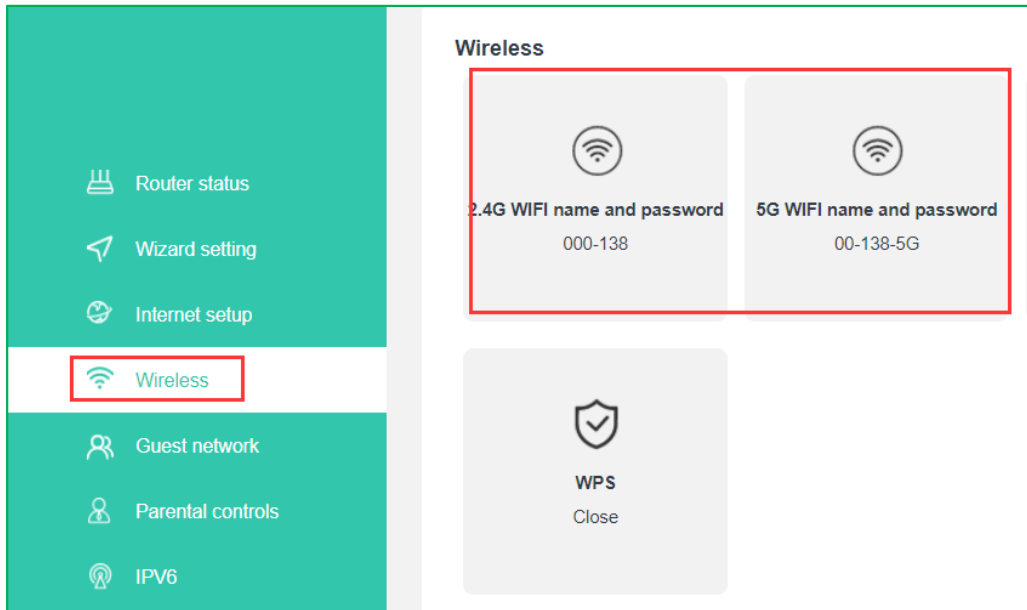 Router status
Wizard setting
Internet setup
Wireless
Guest network
Parental controls
IPV6
Wireless
2.4G WIFI name and password
000-138
5G WIFI name and password
00-138-5G
WPS
Close